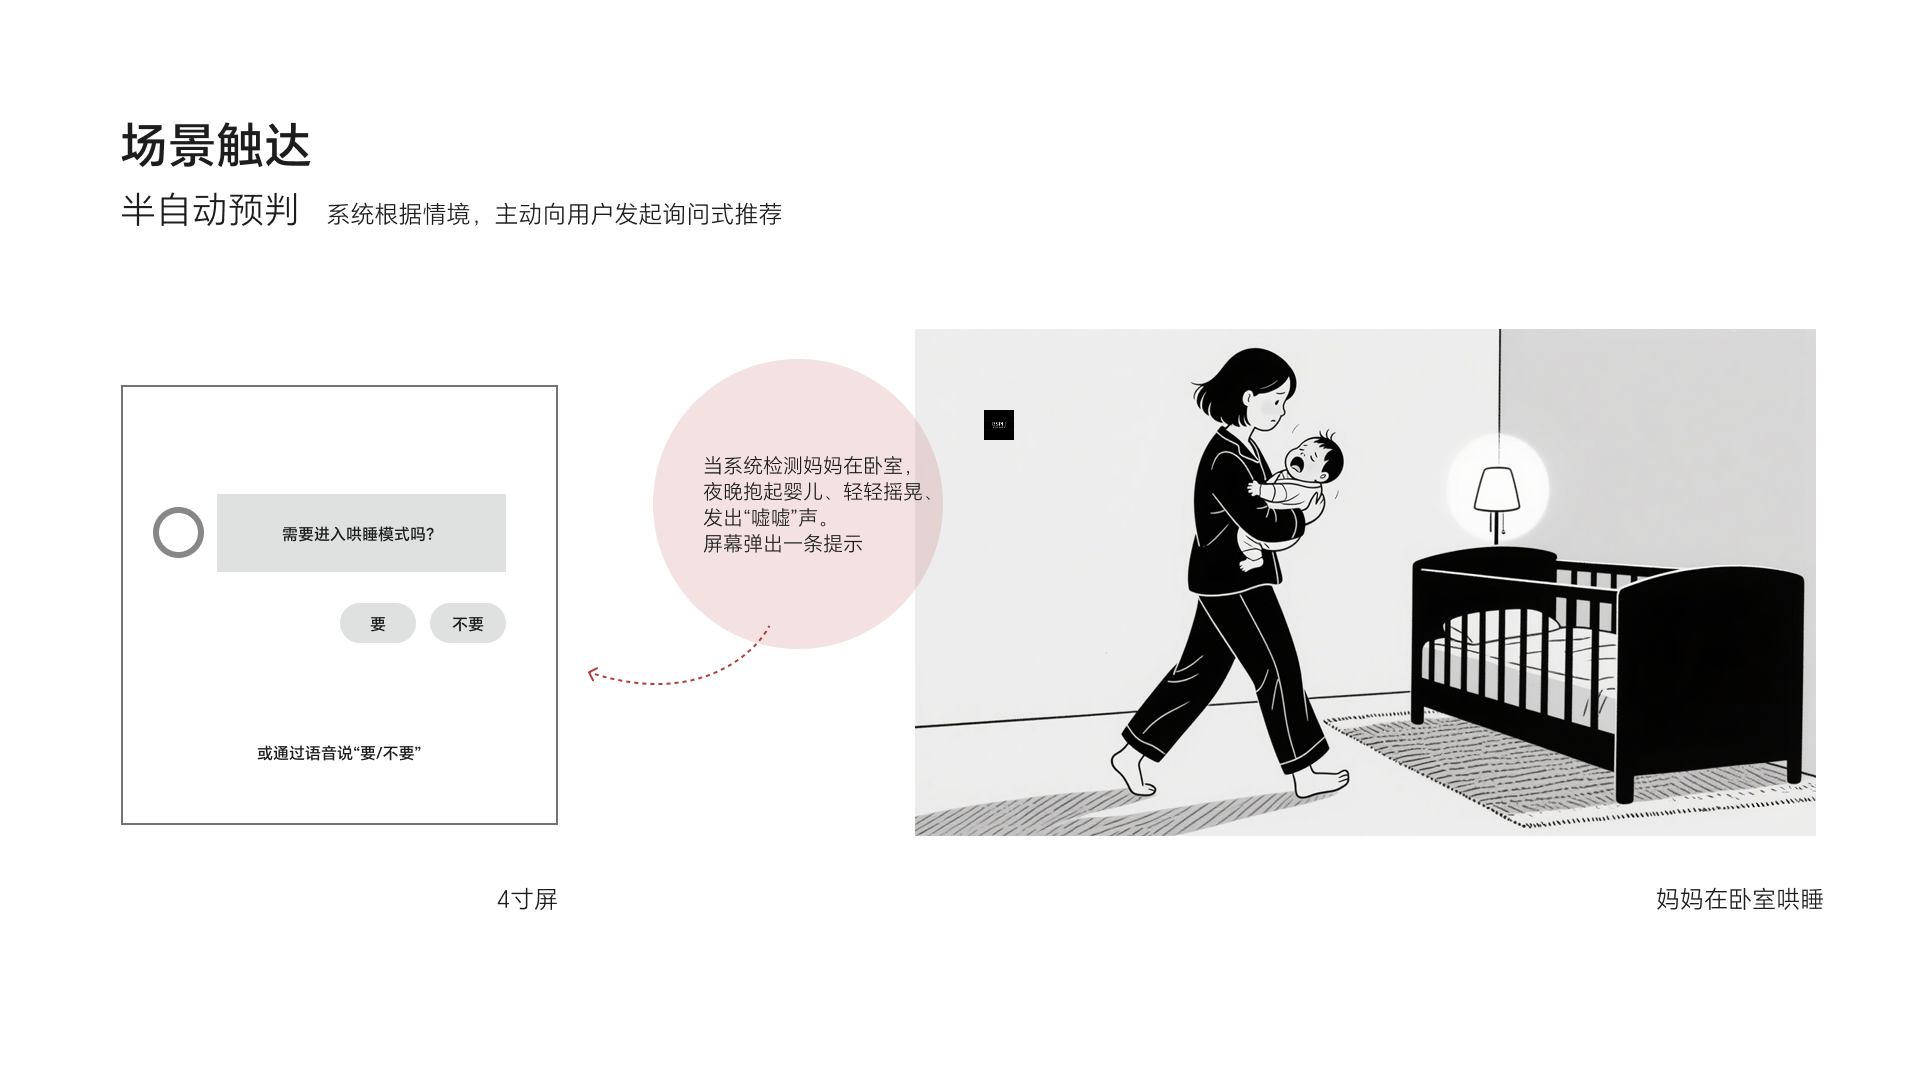 场景触达
半自动预判 系统根据情境，主动向用户发起询问式推荐
当系统检测妈妈在卧室，
夜晚抱起婴儿、轻轻摇晃、
发出“嘘嘘”声。
屏幕弹出一条提示
需要进入哄睡模式吗？
要 不要
或通过语音说“要/不要”
4寸屏
妈妈在卧室哄睡